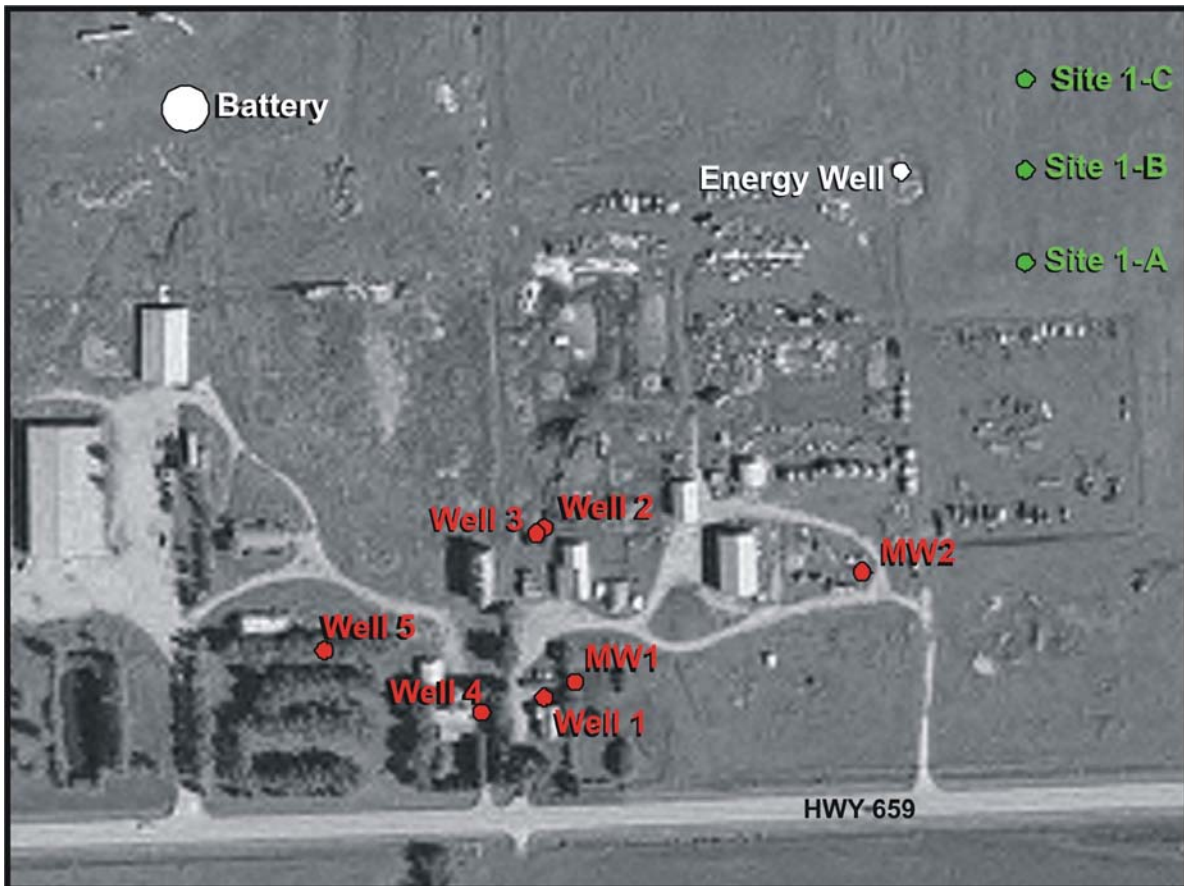 Site 1-C
Battery
Site 1-B
Energy Well
Site 1-A
Well 3
Well 2
MW2
Well 5
MW1
Well 4
Well 1
HWY 659